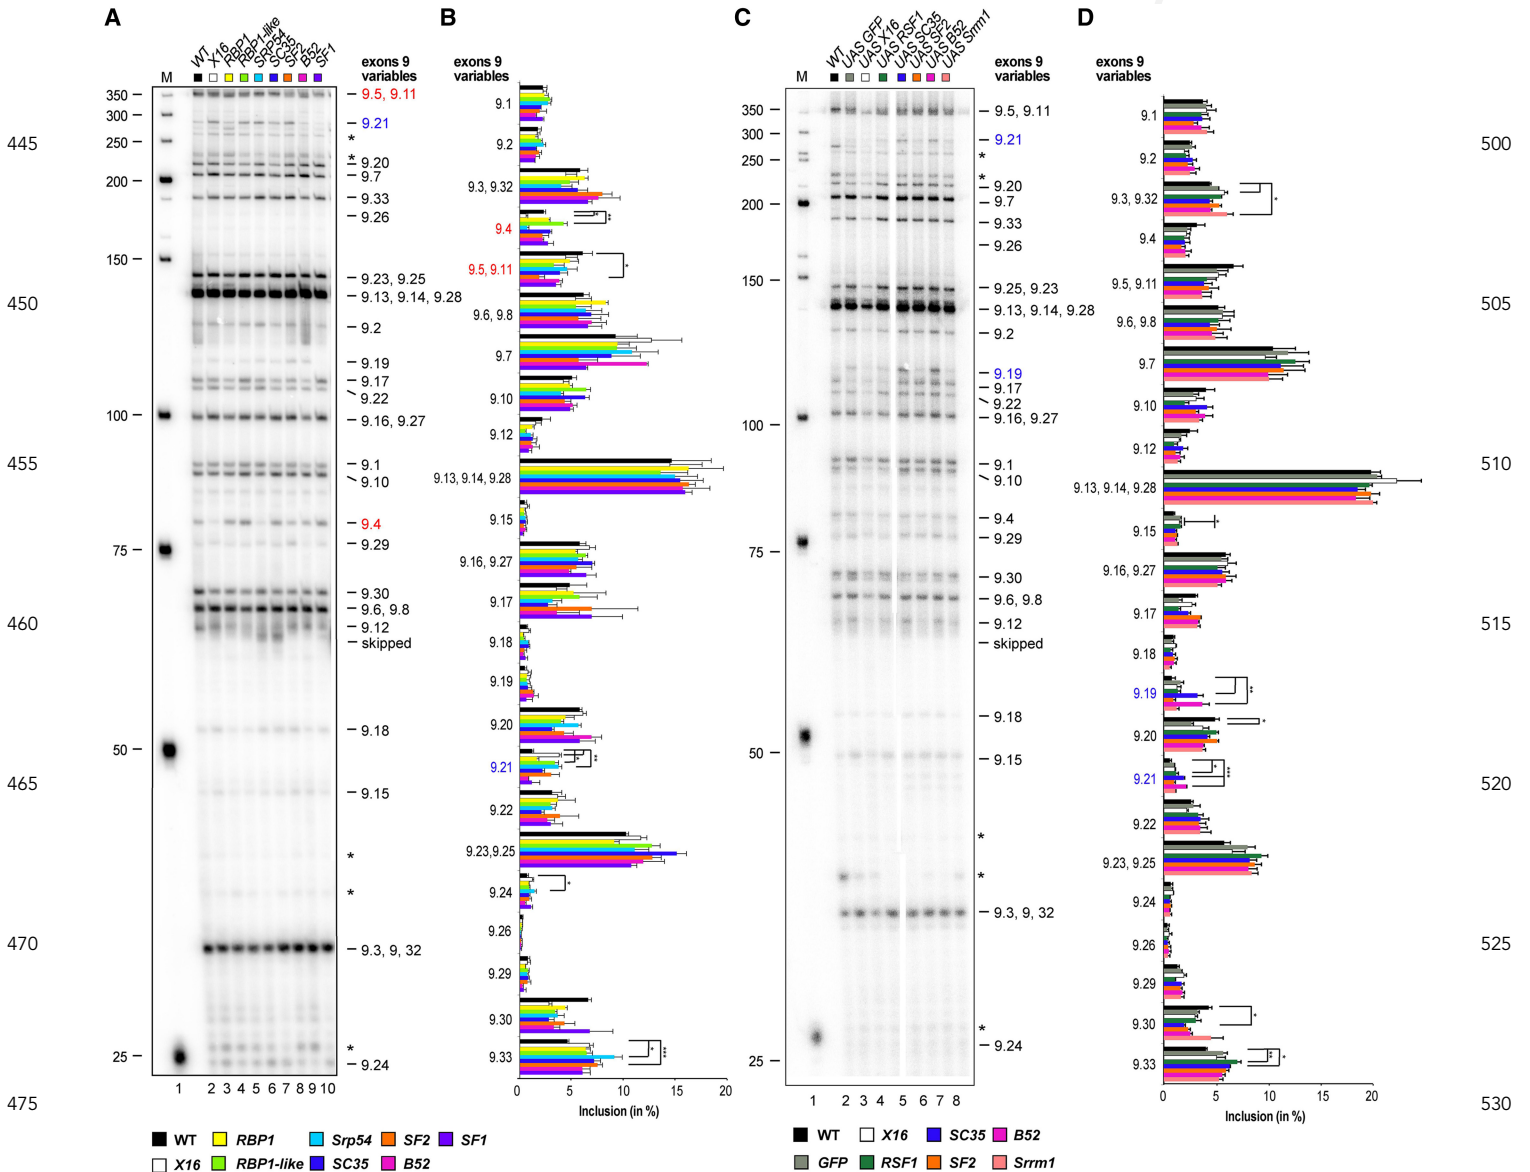 A
B
C
D
WT
X16
RBP1
RBP1-like
SRP54
SC35
SF2
B52
SF1
M
exons 9
variables
350
300
250
200
150
100
75
50
25
9.5, 9.11
9.21
*
*
9.20
9.7
9.33
9.26
9.23, 9.25
9.13, 9.14, 9.28
9.2
9.19
9.17
9.22
9.16, 9.27
9.1
9.10
9.4
9.29
9.30
9.6, 9.8
9.12
skipped
9.18
9.15
*
*
9.3, 9, 32
*
9.24
1 2 3 4 5 6 7 8 9 10
WT RBP1 Srp54 SF2 SF1
X16 RBP1-like SC35 B52
exons 9
variables
9.1
9.2
9.3, 9.32
9.4
9.5, 9.11
9.6, 9.8
9.7
9.10
9.12
9.13, 9.14, 9.28
9.15
9.16, 9.27
9.17
9.18
9.19
9.20
9.21
9.22
9.23,9.25
9.24
9.26
9.29
9.30
9.33
* ** * * ** * * ***
0 5 10 15 20
Inclusion (in %)
WT
UAS GFP
UAS X16
UAS RSF1
UAS SC35
UAS SF2
UAS B52
UAS Srrm1
M
exons 9
variables
350
300
250
200
150
100
75
50
25
9.5, 9.11
9.21
*
*
9.20
9.7
9.33
9.26
9.25, 9.23
9.13, 9.14, 9.28
9.2
9.19
9.17
9.22
9.16, 9.27
9.1
9.10
9.4
9.29
9.30
9.6, 9.8
9.12
skipped
9.18
9.15
*
*
9.3, 9, 32
*
9.24
1 2 3 4 5 6 7 8
WT X16 SC35 B52
GFP RSF1 SF2 Srrm1
exons 9
variables
9.1
9.2
9.3, 9.32
9.4
9.5, 9.11
9.6, 9.8
9.7
9.10
9.12
9.13, 9.14, 9.28
9.15
9.16, 9.27
9.17
9.18
9.19
9.20
9.21
9.22
9.23, 9.25
9.24
9.26
9.29
9.30
9.33
* * ** * * *** * ** *
0 5 10 15 20
Inclusion (in %)
445
450
455
460
465
470
475
500
505
510
515
520
525
530